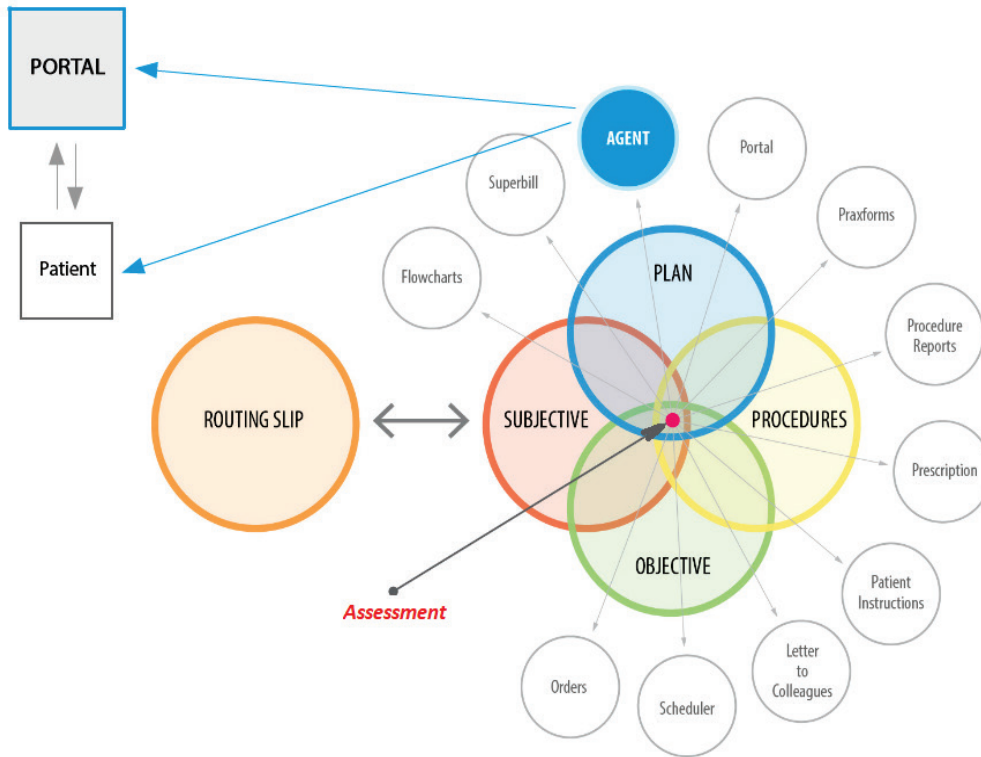 PORTAL
AGENT
Portal
Superbill
Praxforms
Patient
Flowcharts
PLAN
Procedure
Reports
ROUTING SLIP
SUBJECTIVE
PROCEDURES
Prescription
OBJECTIVE
Patient
Instructions
Assessment
Letter
to
Colleagues
Orders
Scheduler